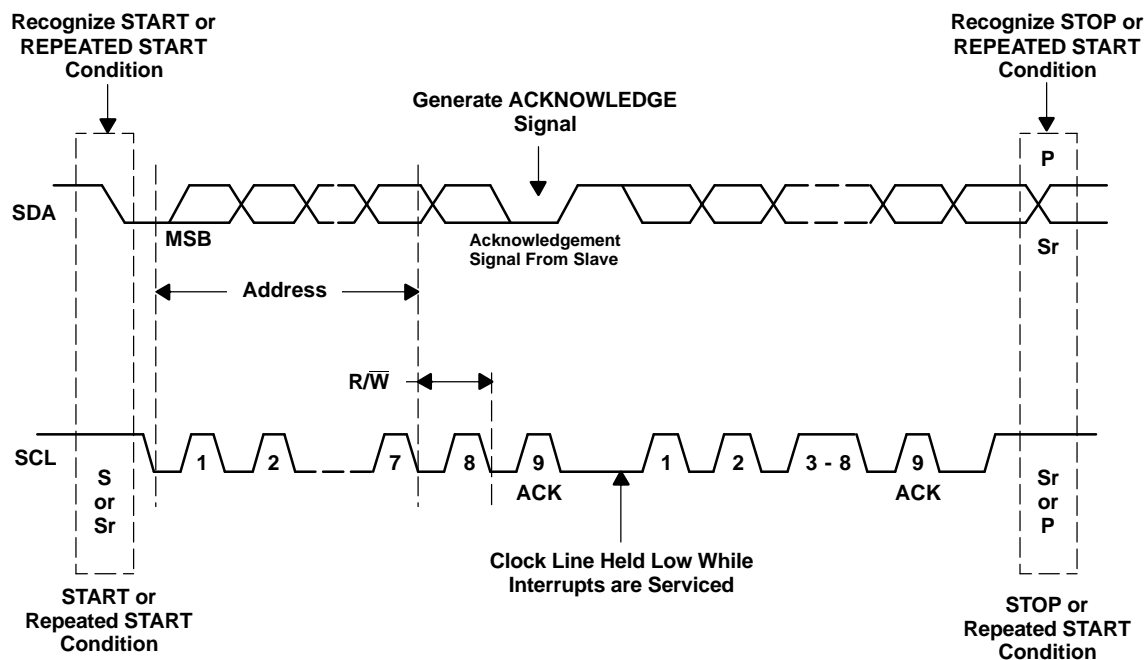 Recognize START or
REPEATED START
Condition
Recognize STOP or
REPEATED START
Condition
Generate ACKNOWLEDGE
Signal
P
SDA
MSB
Acknowledgement
Signal From Slave
Sr
Address
R/W̅
SCL
1
2
7
8
9
1
2
3 - 8
9
ACK
ACK
S
or
Sr
Sr
or
P
Clock Line Held Low While
Interrupts are Serviced
START or
Repeated START
Condition
STOP or
Repeated START
Condition